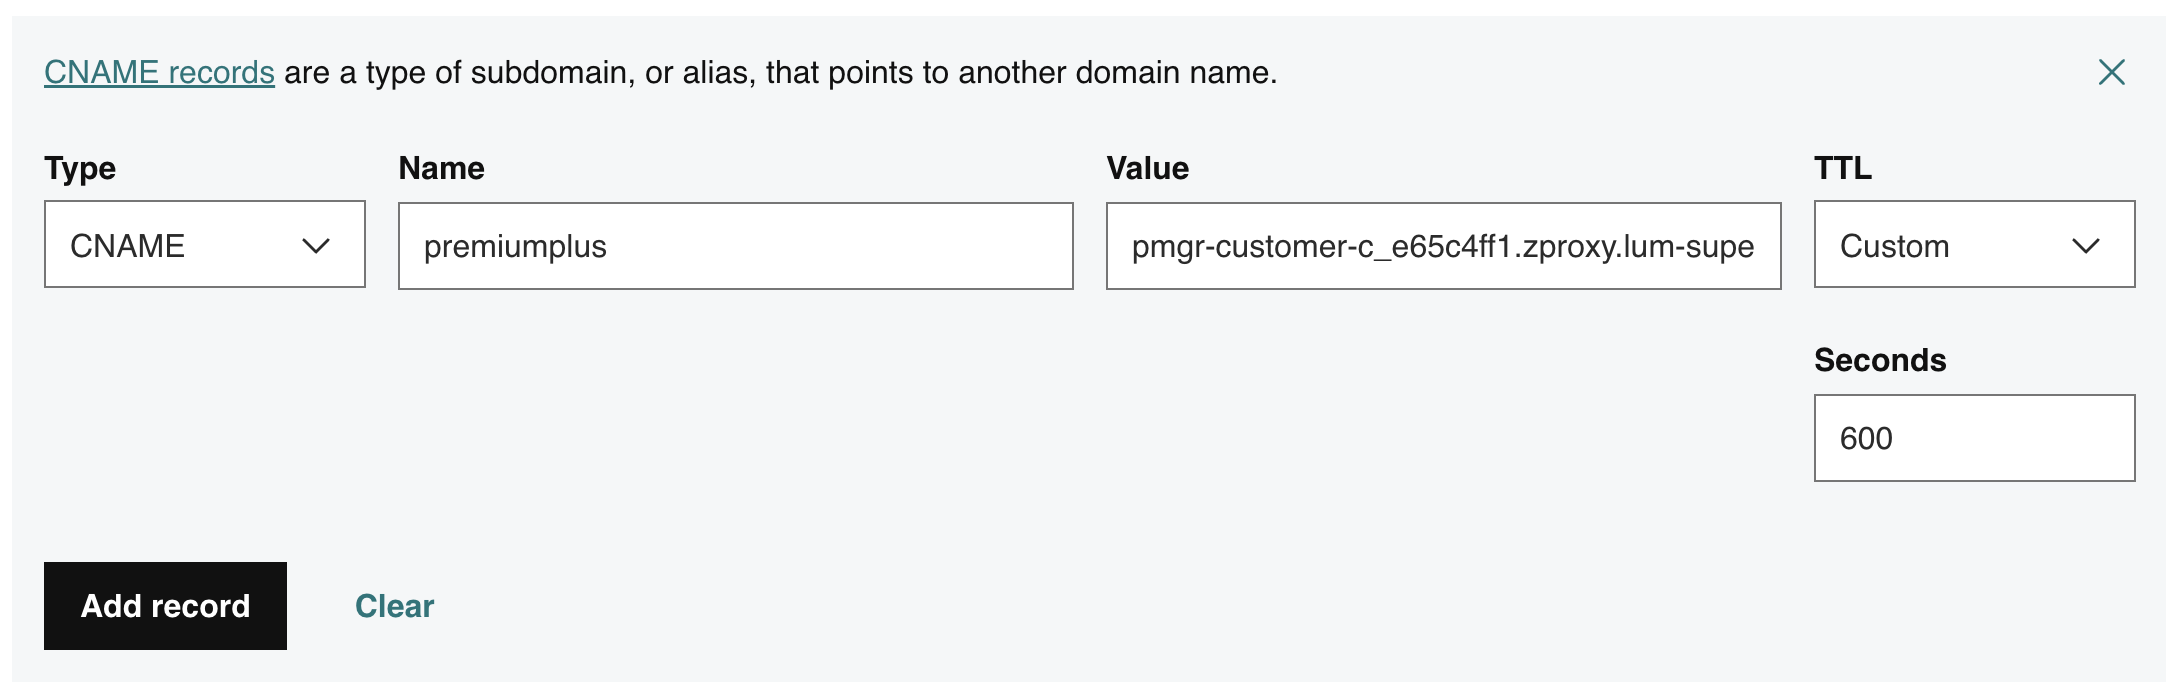 CNAME records are a type of subdomain, or alias, that points to another domain name.
Type Name Value TTL
CNAME premiumplus pmgr-customer-c_e65c4ff1.zproxy.lum-supe Custom
Seconds
600
Add record Clear